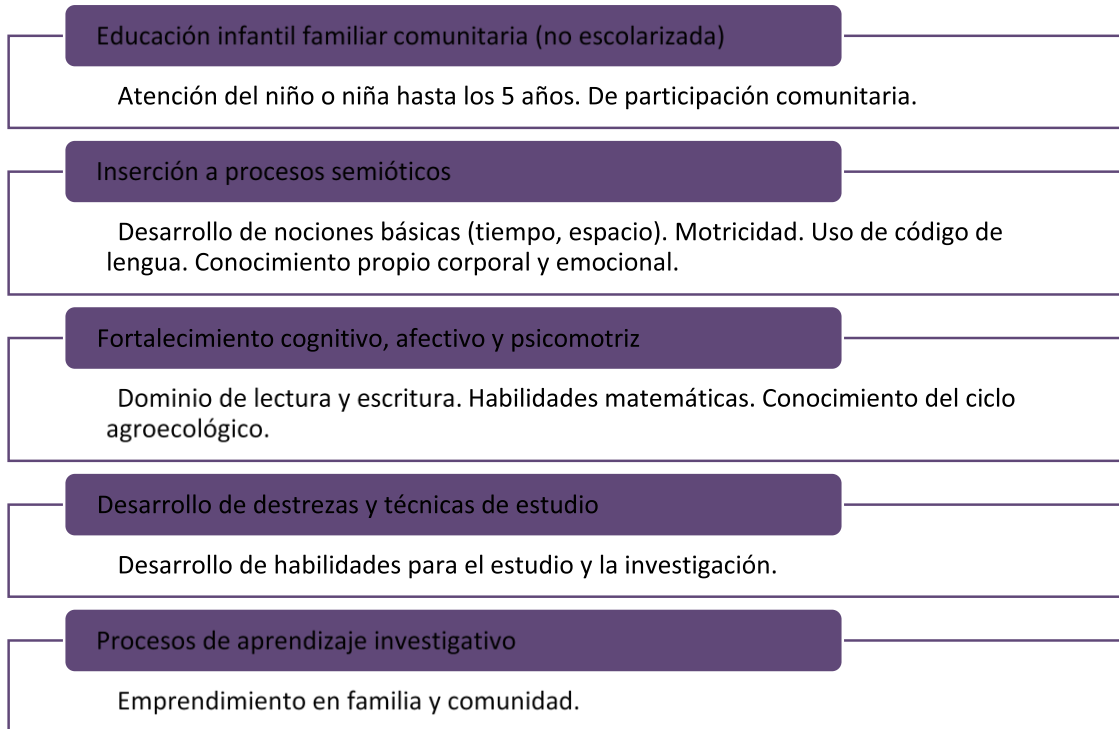 Educación infantil familiar comunitaria (no escolarizada)
Atención del niño o niña hasta los 5 años. De participación comunitaria.
Inserción a procesos semióticos
Desarrollo de nociones básicas (tiempo, espacio). Motricidad. Uso de código de
lengua. Conocimiento propio corporal y emocional.
Fortalecimiento cognitivo, afectivo y psicomotriz
Dominio de lectura y escritura. Habilidades matemáticas. Conocimiento del ciclo
agroecológico.
Desarrollo de destrezas y técnicas de estudio
Desarrollo de habilidades para el estudio y la investigación.
Procesos de aprendizaje investigativo
Emprendimiento en familia y comunidad.